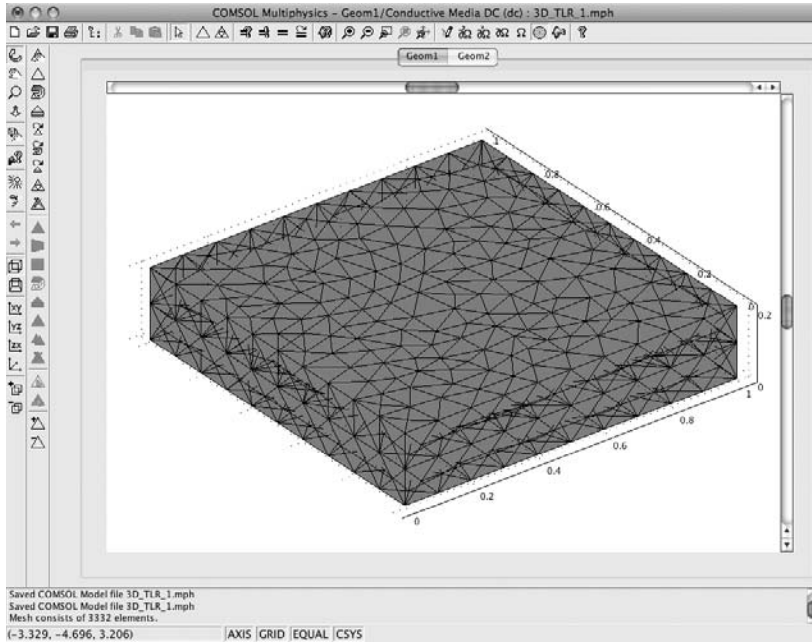 COMSOL Multiphysics - Geom1/Conductive Media DC (dc) : 3D_TLR_1.mph
Geom1 Geom2
1
0.8
0.6
0.4
0.2
0
0.2
0
1
0.8
0.6
0.4
0.2
0
Saved COMSOL Model file 3D_TLR_1.mph
Saved COMSOL Model file 3D_TLR_1.mph
Mesh consists of 3332 elements.
(-3.329, -4.696, 3.206) AXIS GRID EQUAL CSYS